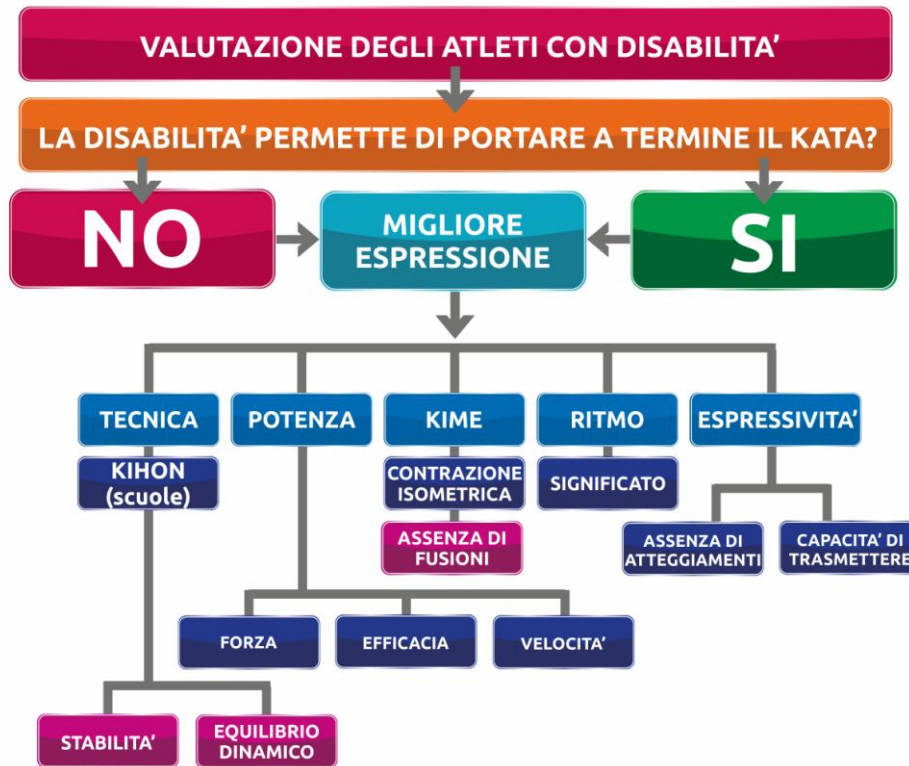 VALUTAZIONE DEGLI ATLETI CON DISABILITA'
LA DISABILITA' PERMETTE DI PORTARE A TERMINE IL KATA?
NO
MIGLIORE
ESPRESSIONE
SI
TECNICA
POTENZA
KIME
RITMO
ESPRESSIVITA'
KIHON
(scuole)
CONTRAZIONE
ISOMETRICA
SIGNIFICATO
ASSENZA DI
FUSIONI
ASSENZA DI
ATTEGGIAMENTI
CAPACITA' DI
TRASMETTERE
FORZA
EFFICACIA
VELOCITA'
STABILITA'
EQUILIBRIO
DINAMICO